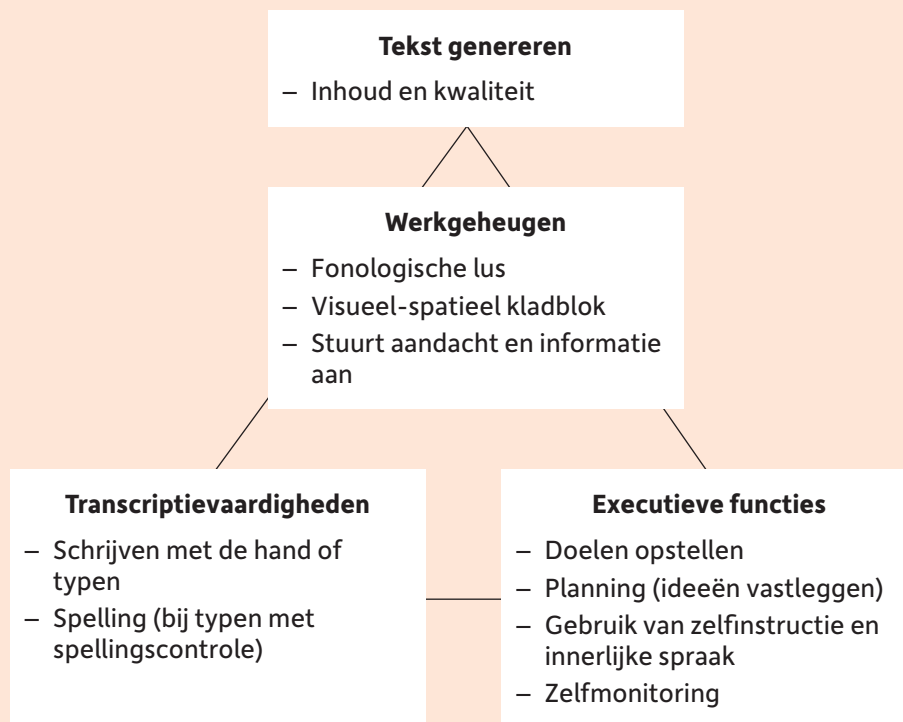 Tekst genereren
– Inhoud en kwaliteit
Werkgeheugen
– Fonologische lus
– Visueel-spatieel kladblok
– Stuurt aandacht en informatie
aan
Transcriptievaardigheden
– Schrijven met de hand of
typen
– Spelling (bij typen met
spellingscontrole)
Executieve functies
– Doelen opstellen
– Planning (ideeën vastleggen)
– Gebruik van zelfinstructie en
innerlijke spraak
– Zelfmonitoring